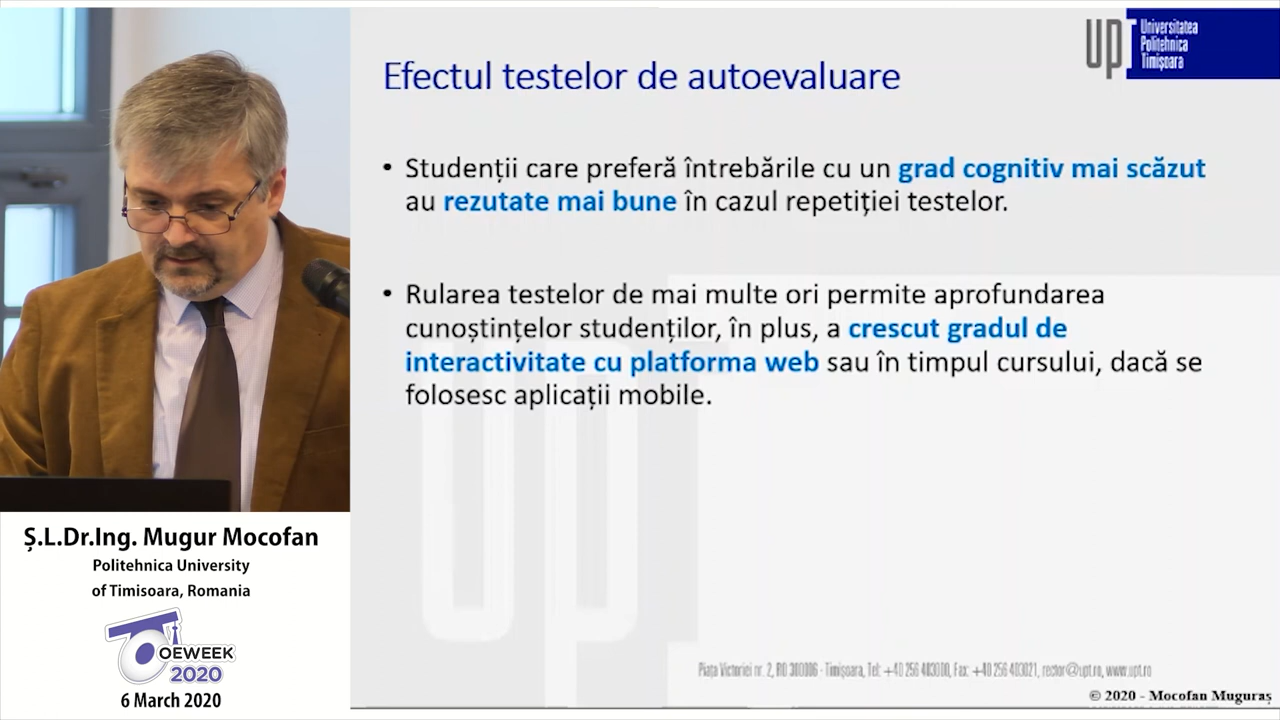 Universitatea
Politehnica
Timișoara
Efectul testelor de autoevaluare
• Studenții care preferă întrebările cu un grad cognitiv mai scăzut
au rezutate mai bune în cazul repetiției testelor.
• Rularea testelor de mai multe ori permite aprofundarea
cunoștințelor studenților, în plus, a crescut gradul de
interactivitate cu platforma web sau în timpul cursului, dacă se
folosesc aplicații mobile.
Ș.L.Dr.Ing. Mugur Mocofan
Politehnica University
of Timisoara, Romania
OEWEEK
2020
6 March 2020
UPT
Piața Victoriei nr. 2, RO 300006 - Timișoara, Tel: +40 256 403000, Fax: +40 256 403021, rector@upt.ro, www.upt.ro
© 2020 - Mocofan Muguraș